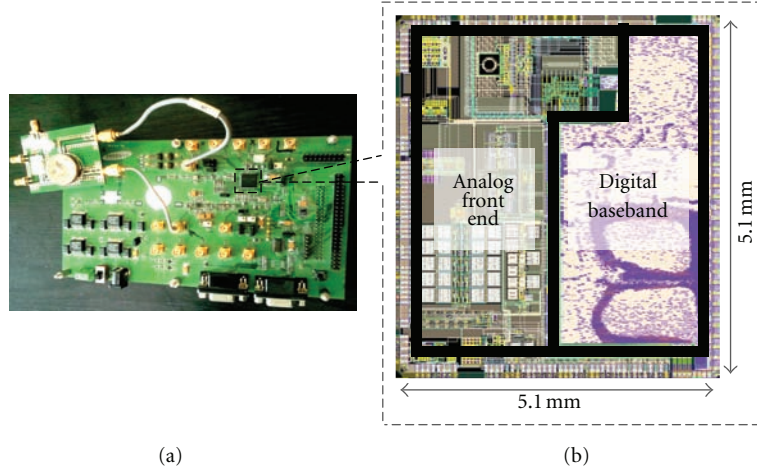 Analog
front
end
Digital
baseband
5.1 mm
5.1 mm
(a)
(b)